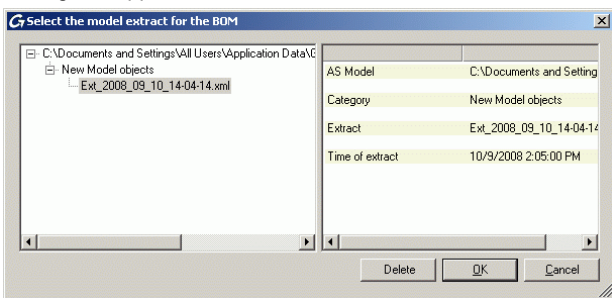 Select the model extract for the BOM
C:\Documents and Settings\All Users\Application Data\G
New Model objects
Ext_2008_09_10_14-04-14.xml
AS Model C:\Documents and Setting
Category New Model objects
Extract Ext_2008_09_10_14-04-14
Time of extract 10/9/2008 2:05:00 PM
Delete OK Cancel